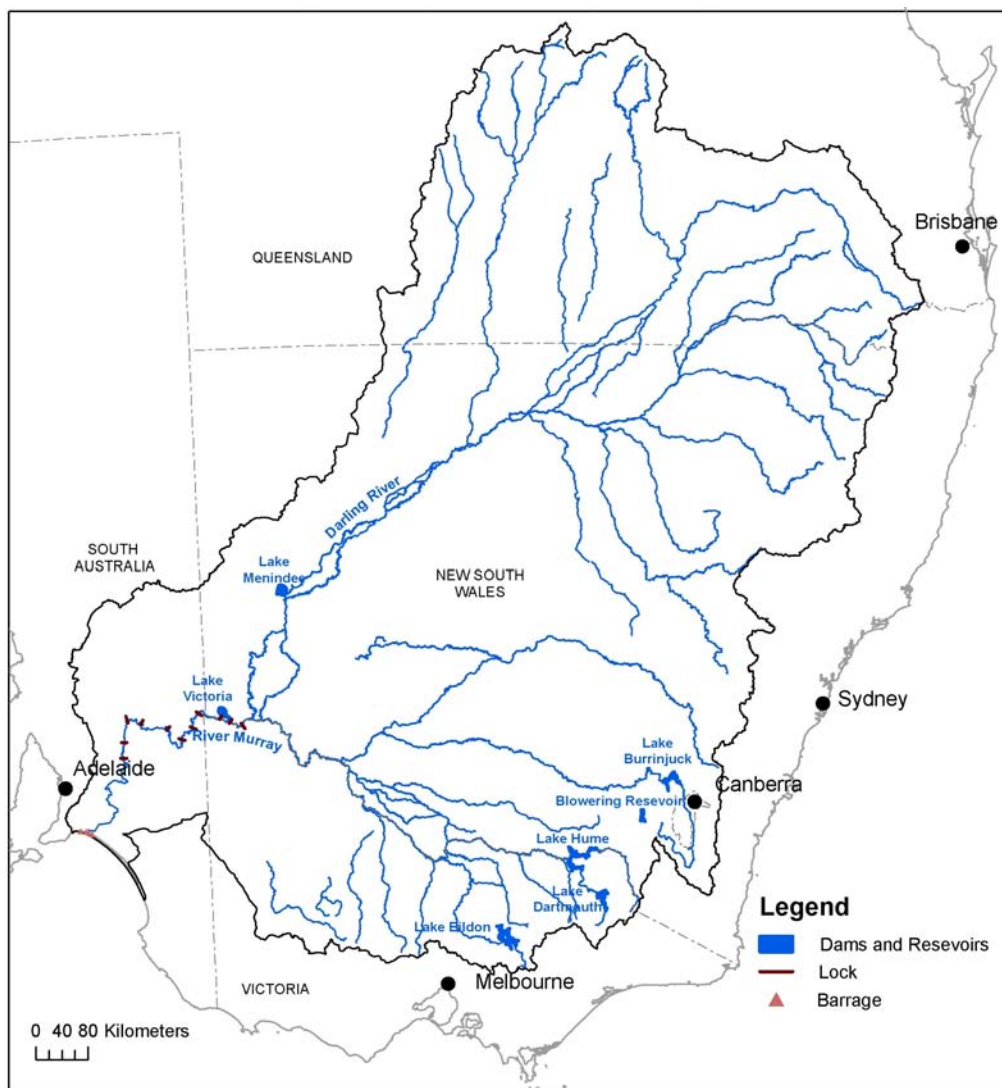 Brisbane
QUEENSLAND
Darling River
SOUTH
AUSTRALIA
Lake
Menindee
NEW SOUTH
WALES
Lake
Victoria
River Murray
Sydney
Adelaide
Lake
Burrinjuck
Canberra
Blowering Resevoir
Lake Hume
Lake
Dartmouth
Lake Eildon
Melbourne
VICTORIA
Legend
Dams and Resevoirs
Lock
Barrage
0 40 80 Kilometers